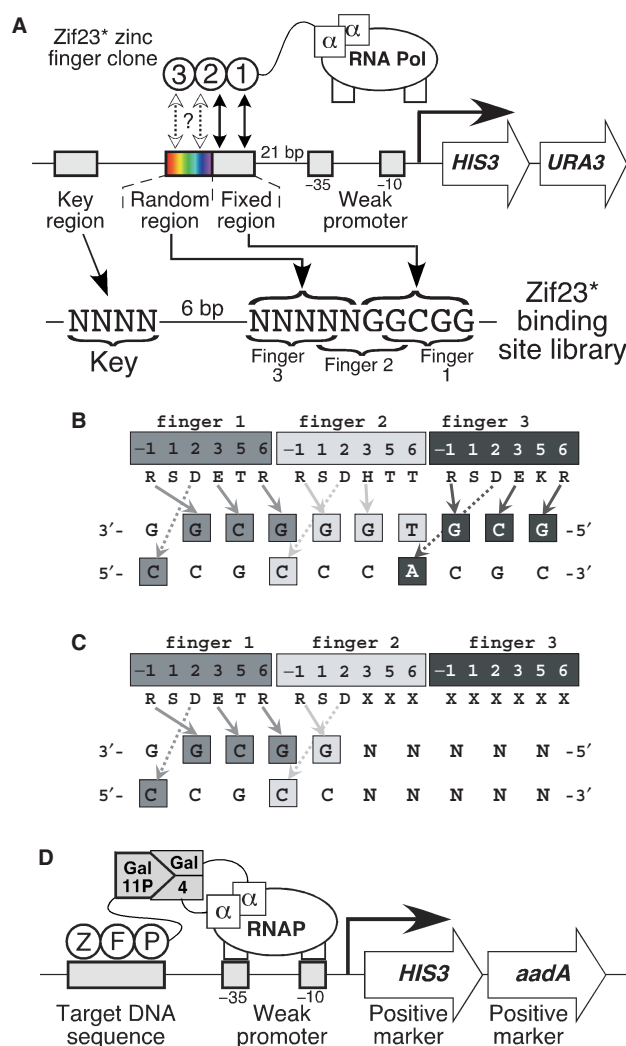 A
Zif23* zinc
finger clone
3 2 1
α α
RNA Pol
?
21 bp
−35
−10
HIS3
URA3
Key
region
Random
region
Fixed
region
Weak
promoter
NNNN 6 bp NNNNNGGCGG
Key
Finger
3
Finger 2
Finger
1
Zif23*
binding
site library
B
finger 1 finger 2 finger 3
−1 1 2 3 5 6 −1 1 2 3 5 6 −1 1 2 3 5 6
R S D E T R R S D H T T R S D E K R
3′- G G C G G G T G C G -5′
5′- C C G C C C A C G C -3′
C
finger 1 finger 2 finger 3
−1 1 2 3 5 6 −1 1 2 3 5 6 −1 1 2 3 5 6
R S D E T R R S D X X X X X X X X X
3′- G G C G G N N N N N -5′
5′- C C G C C N N N N N -3′
D
Gal
11P
Gal
4
α α
RNAP
Z F P
−35
−10
HIS3
aadA
Target DNA
sequence
Weak
promoter
Positive
marker
Positive
marker